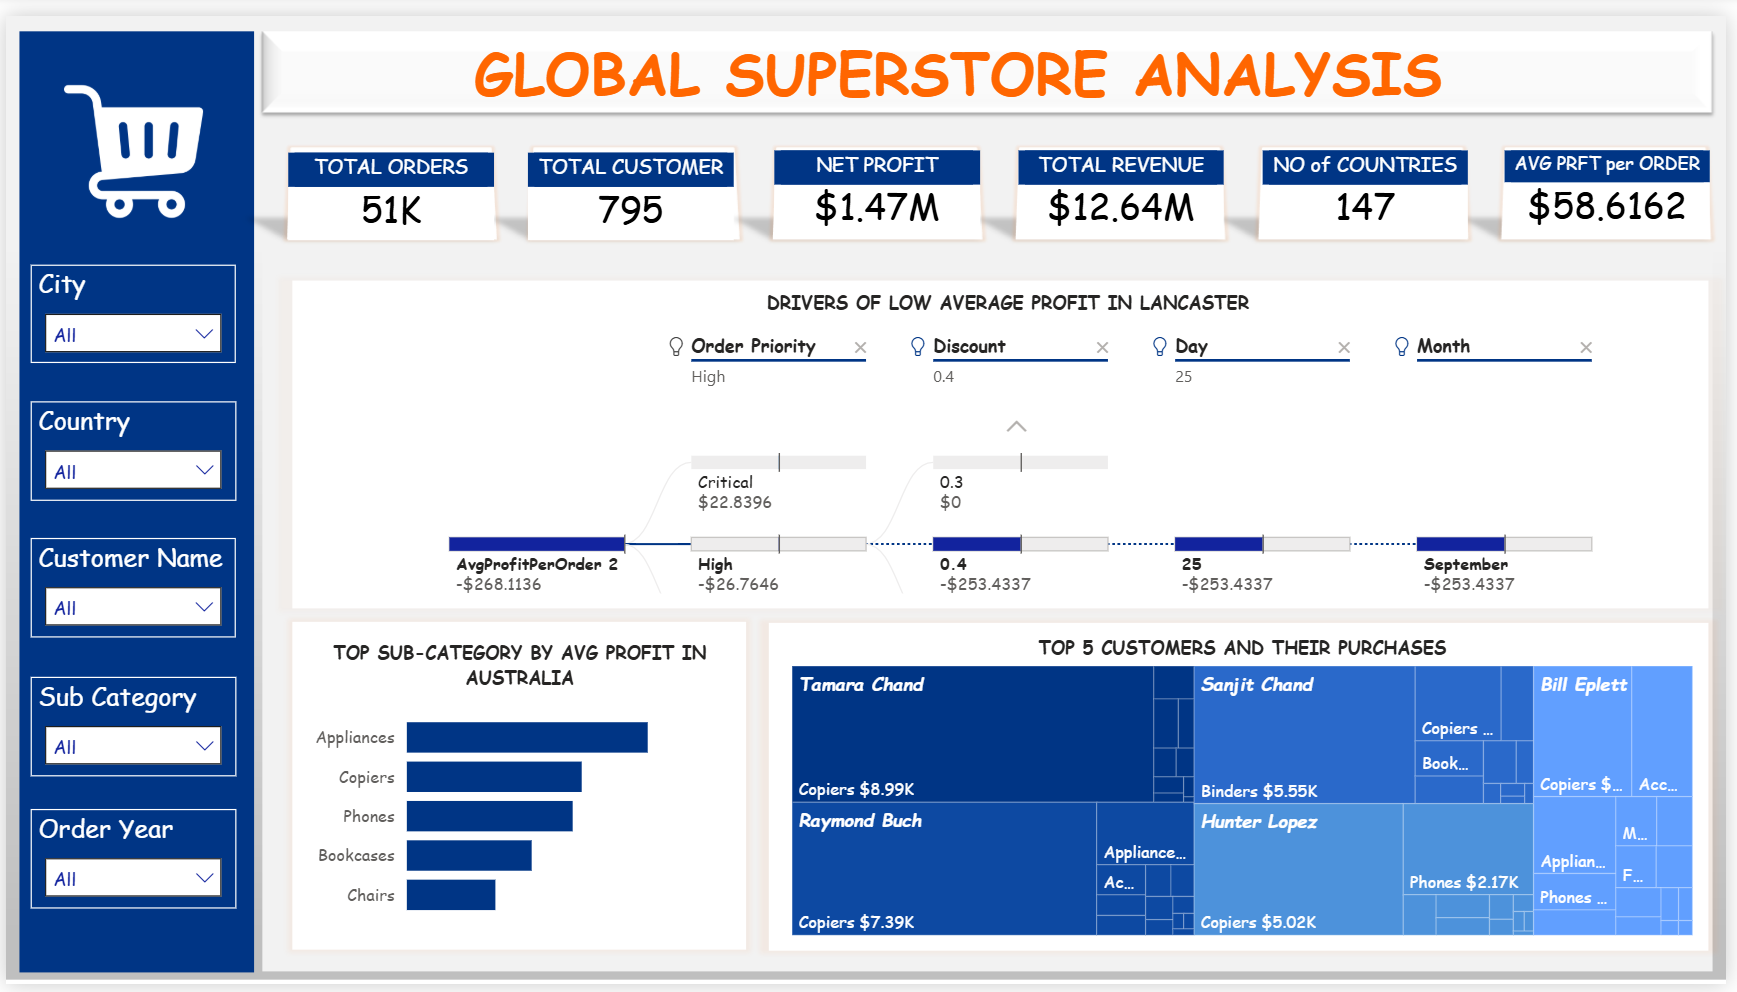 GLOBAL SUPERSTORE ANALYSIS
TOTAL ORDERS
51K
TOTAL CUSTOMER
795
NET PROFIT
$1.47M
TOTAL REVENUE
$12.64M
NO of COUNTRIES
147
AVG PRFT per ORDER
$58.6162
City
All
Country
All
Customer Name
All
Sub Category
All
Order Year
All
DRIVERS OF LOW AVERAGE PROFIT IN LANCASTER
Order Priority
High
Discount
0.4
Day
25
Month
Critical
$22.8396
0.3
$0
AvgProfitPerOrder 2
-$268.1136
High
-$26.7646
0.4
-$253.4337
25
-$253.4337
September
-$253.4337
TOP SUB-CATEGORY BY AVG PROFIT IN
AUSTRALIA
Appliances
Copiers
Phones
Bookcases
Chairs
TOP 5 CUSTOMERS AND THEIR PURCHASES
Tamara Chand
Copiers $8.99K
Raymond Buch
Appliance...
Ac...
Copiers $7.39K
Sanjit Chand
Copiers ...
Book...
Binders $5.55K
Hunter Lopez
Phones $2.17K
Copiers $5.02K
Bill Eplett
Copiers $...
Acc...
M...
Applian...
F...
Phones ...